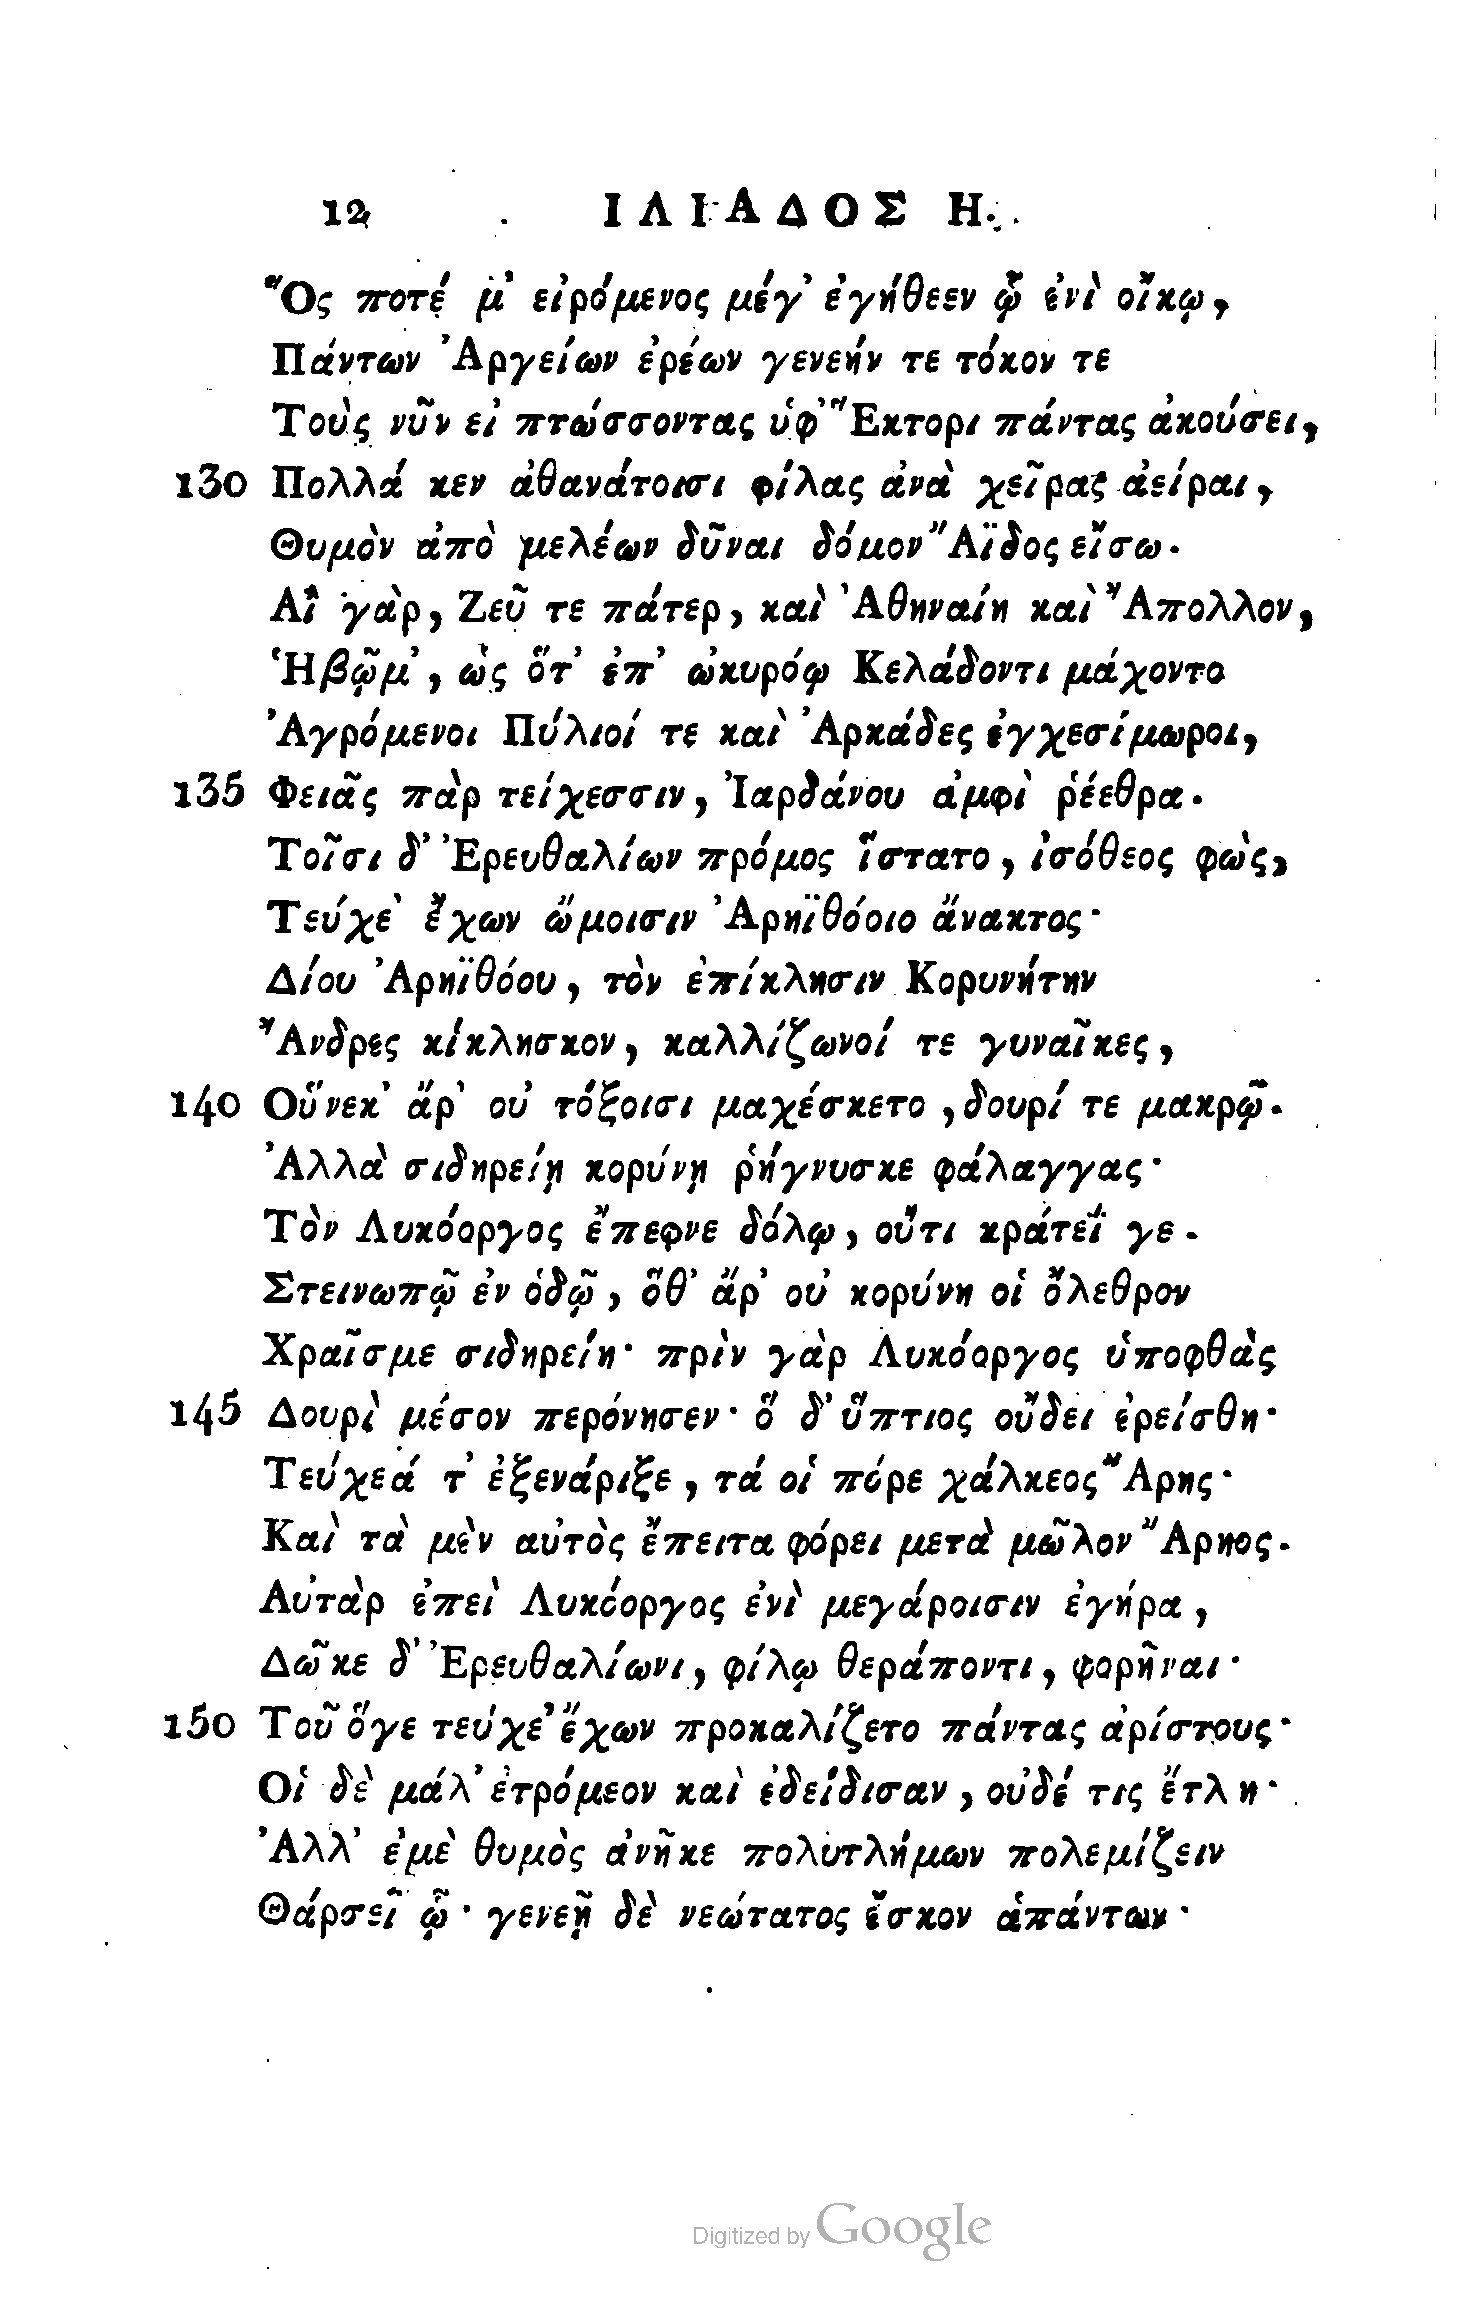 12 ΙΛΙΑΔΟΣ Η.
Ὅς ποτέ μ' εἰρόμενος μέγ' ἐγήθεεν ᾧ ἐνὶ οἴκῳ,
Πάντων Ἀργείων ἐρέων γενεήν τε τόκον τε
Τοὺς νῦν εἰ πτώσσοντας ὑφ' Ἕκτορι πάντας ἀκούσει,
130 Πολλά κεν ἀθανάτοισι φίλας ἀνὰ χεῖρας ἀείραι,
Θυμὸν ἀπὸ μελέων δῦναι δόμον Ἄϊδος εἴσω.
Αἲ γὰρ, Ζεῦ τε πάτερ, καὶ Ἀθηναίη καὶ Ἄπολλον,
Ἡβῷμ', ὡς ὅτ' ἐπ' ὠκυρόῳ Κελάδοντι μάχοντο
Ἀγρόμενοι Πύλιοί τε καὶ Ἀρκάδες ἐγχεσίμωροι,
135 Φειᾶς πὰρ τείχεσσιν, Ἰαρδάνου ἀμφὶ ῥέεθρα.
Τοῖσι δ' Ἐρευθαλίων πρόμος ἵστατο, ἰσόθεος φὼς,
Τεύχε' ἔχων ὤμοισιν Ἀρηϊθόοιο ἄνακτος·
Δίου Ἀρηϊθόου, τὸν ἐπίκλησιν Κορυνήτην
Ἄνδρες κίκλησκον, καλλίζωνοί τε γυναῖκες,
140 Οὕνεκ' ἄρ' οὐ τόξοισι μαχέσκετο, δουρί τε μακρῷ.
Ἀλλὰ σιδηρείῃ κορύνῃ ῥήγνυσκε φάλαγγας·
Τὸν Λυκόοργος ἔπεφνε δόλῳ, οὔτι κράτεΐ γε.
Στεινωπῷ ἐν ὁδῷ, ὅθ' ἄρ' οὐ κορύνη οἱ ὄλεθρον
Χραῖσμε σιδηρείη· πρὶν γὰρ Λυκόοργος ὑποφθὰς
145 Δουρὶ μέσον περόνησεν· ὅ δ' ὕπτιος οὔδει ἐρείσθη·
Τεύχεά τ' ἐξενάριξε, τά οἱ πόρε χάλκεος Ἄρης·
Καὶ τὰ μὲν αὐτὸς ἔπειτα φόρει μετὰ μῶλον Ἄρηος.
Αὐτὰρ ἐπεὶ Λυκόοργος ἐνὶ μεγάροισιν ἐγήρα,
Δῶκε δ' Ἐρευθαλίωνι, φίλῳ θεράποντι, φορῆναι·
150 Τοῦ ὅγε τεύχε' ἔχων προκαλίζετο πάντας ἀρίστους·
Οἱ δὲ μάλ' ἐτρόμεον καὶ ἐδείδισαν, οὐδέ τις ἔτλη·
Ἀλλ' ἐμὲ θυμὸς ἀνῆκε πολυτλήμων πολεμίζειν
Θάρσεϊ ᾧ· γενεῇ δὲ νεώτατος ἔσκον ἁπάντων·
Digitized by Google